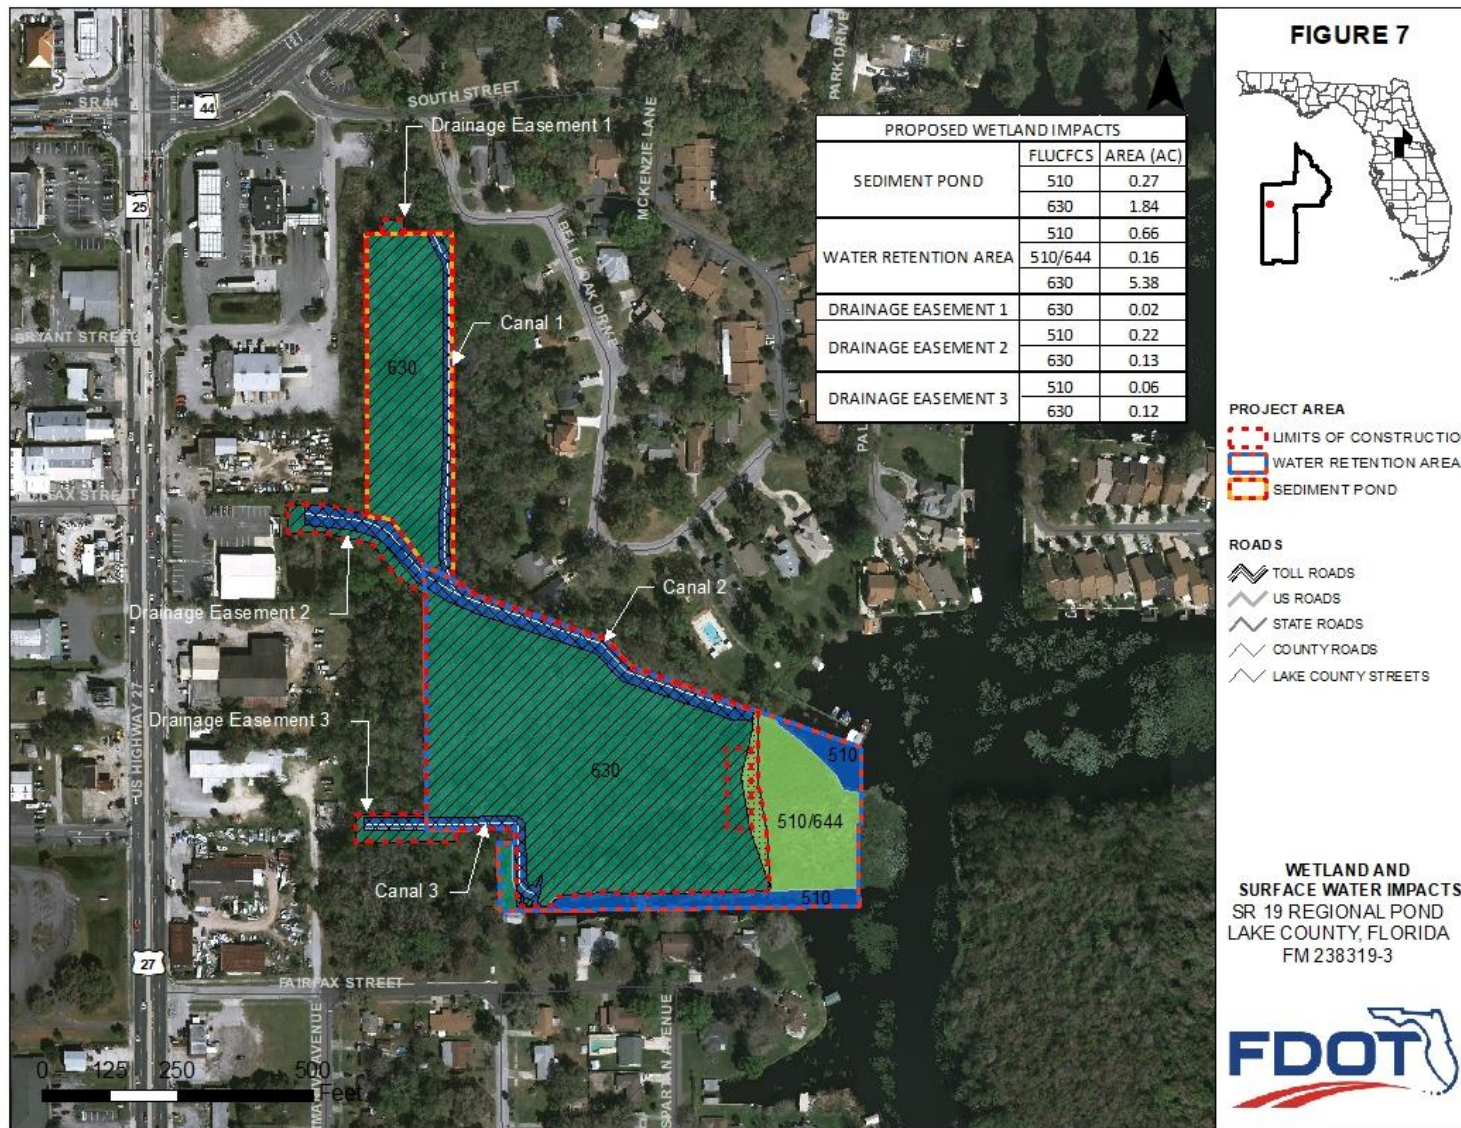 FIGURE 7
SOUTH STREET
SR 44
44
PARK DRIVE
N
Drainage Easement 1
MCKENZIE LANE
25
BELLE OAK DRIVE
Canal 1
BRYANT STREET
630
PROPOSED WETLAND IMPACTS
FLUCFCS AREA (AC)
SEDIMENT POND
510 0.27
630 1.84
WATER RETENTION AREA
510 0.66
510/644 0.16
630 5.38
DRAINAGE EASEMENT 1 630 0.02
DRAINAGE EASEMENT 2
510 0.22
630 0.13
DRAINAGE EASEMENT 3
510 0.06
630 0.12
PAL
FAX STREET
Drainage Easement 2
Canal 2
US HIGHWAY 27
Drainage Easement 3
630
510
510/644
Canal 3
510
27
FAIRFAX STREET
SPARTAN AVENUE
0 125 250 500
Feet
PROJECT AREA
LIMITS OF CONSTRUCTIO
WATER RETENTION AREA
SEDIMENT POND
ROADS
TOLL ROADS
US ROADS
STATE ROADS
COUNTY ROADS
LAKE COUNTY STREETS
WETLAND AND
SURFACE WATER IMPACTS
SR 19 REGIONAL POND
LAKE COUNTY, FLORIDA
FM 238319-3
FDOT